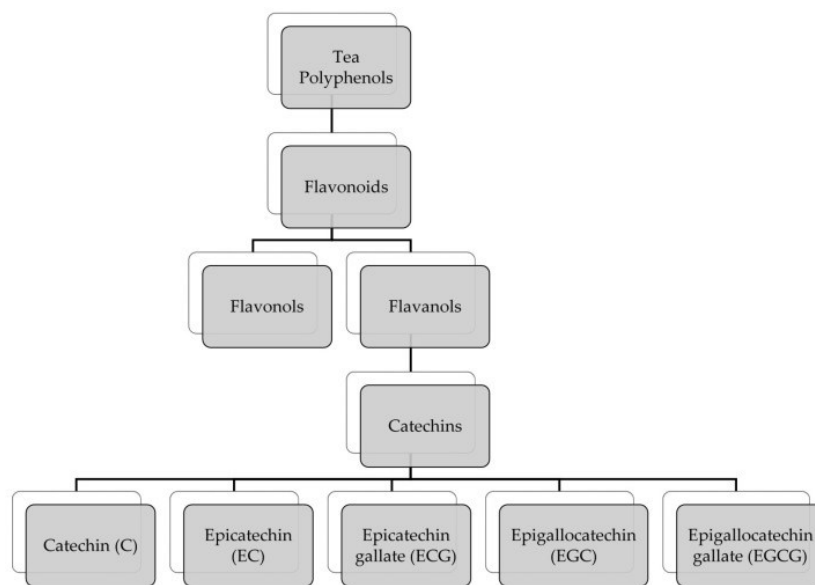 Tea
Polyphenols
Flavonoids
Flavonols
Flavanols
Catechins
Catechin (C)
Epicatechin
(EC)
Epicatechin
gallate (ECG)
Epigallocatechin
(EGC)
Epigallocatechin
gallate (EGCG)